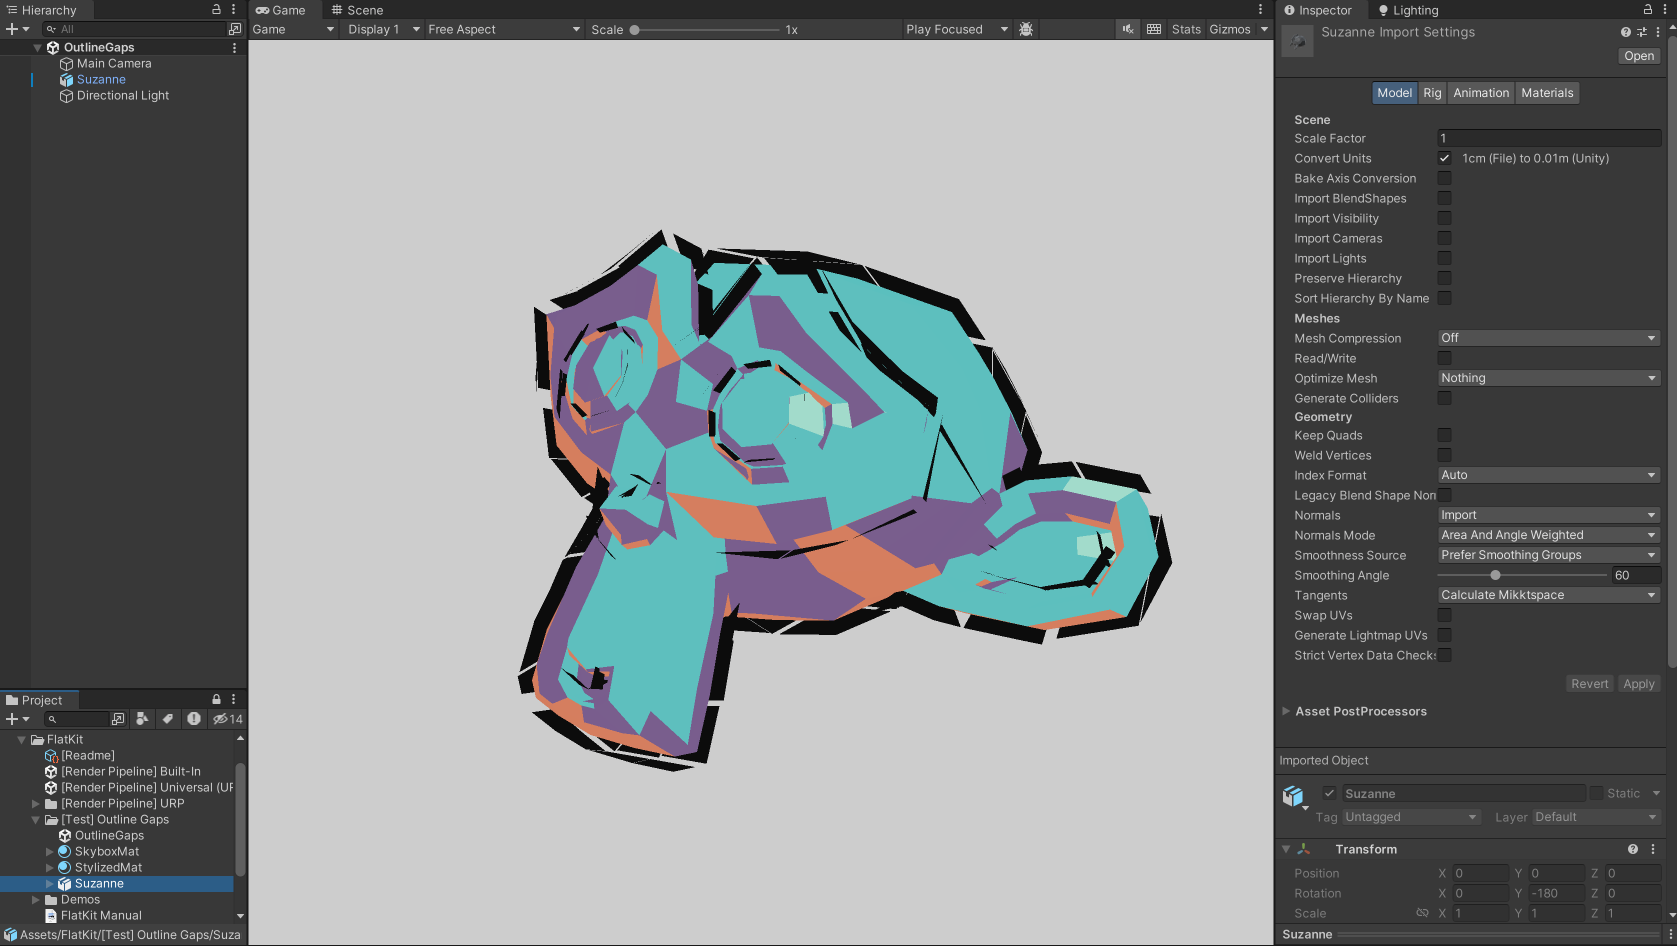 Hierarchy
All
OutlineGaps
Main Camera
Suzanne
Directional Light
Game
Scene
Game
Display 1
Free Aspect
Scale
1x
Play Focused
Stats
Gizmos
Inspector
Lighting
Suzanne Import Settings
Open
Model
Rig
Animation
Materials
Scene
Scale Factor
1
Convert Units
1cm (File) to 0.01m (Unity)
Bake Axis Conversion
Import BlendShapes
Import Visibility
Import Cameras
Import Lights
Preserve Hierarchy
Sort Hierarchy By Name
Meshes
Mesh Compression
Off
Read/Write
Optimize Mesh
Nothing
Generate Colliders
Geometry
Keep Quads
Weld Vertices
Index Format
Auto
Legacy Blend Shape Nor
Normals
Import
Normals Mode
Area And Angle Weighted
Smoothness Source
Prefer Smoothing Groups
Smoothing Angle
60
Tangents
Calculate Mikktspace
Swap UVs
Generate Lightmap UVs
Strict Vertex Data Check
Revert
Apply
Asset PostProcessors
Imported Object
Suzanne
Static
Tag
Untagged
Layer
Default
Transform
Position
X
0
Y
0
Z
0
Rotation
X
0
Y
-180
Z
0
Scale
X
1
Y
1
Z
1
Suzanne
Project
14
FlatKit
[Readme]
[Render Pipeline] Built-In
[Render Pipeline] Universal (UF
[Render Pipeline] URP
[Test] Outline Gaps
OutlineGaps
SkyboxMat
StylizedMat
Suzanne
Demos
FlatKit Manual
Assets/FlatKit/[Test] Outline Gaps/Suza